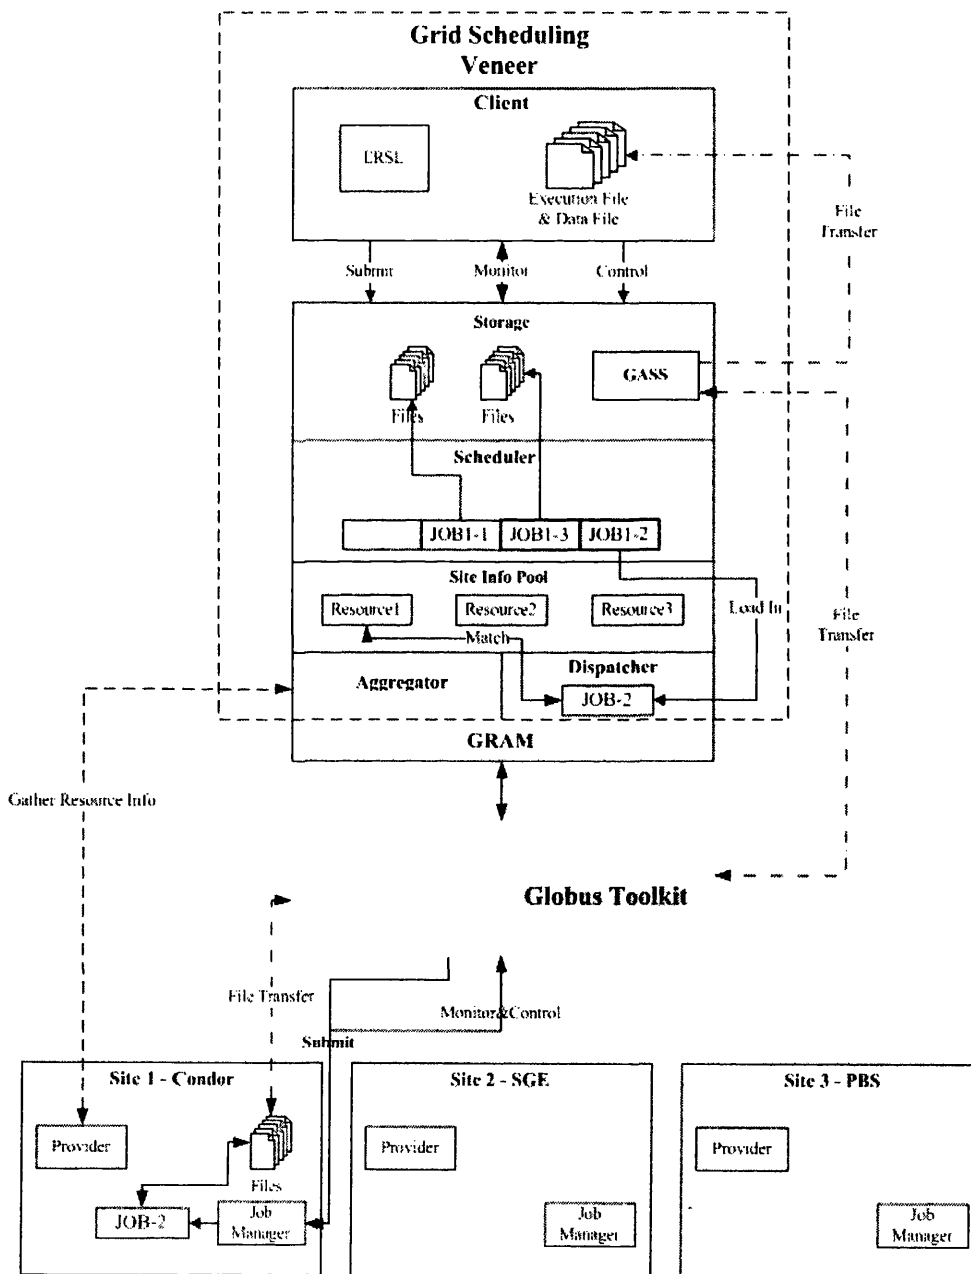 Grid Scheduling
Veneer
Client
ERSL
Execution File
& Data File
File
Transfer
Submit
Monitor
Control
Storage
GASS
Files
Files
Scheduler
JOB1-1
JOB1-3
JOB1-2
Site Info Pool
Resource1
Resource2
Resource3
Load In
File
Transfer
Match
Aggregator
Dispatcher
JOB-2
GRAM
Gather Resource Info
Globus Toolkit
File Transfer
Monitor&Control
Submit
Site 1 - Condor
Site 2 - SGE
Site 3 - PBS
Provider
Files
JOB-2
Job
Manager
Provider
Job
Manager
Provider
Job
Manager